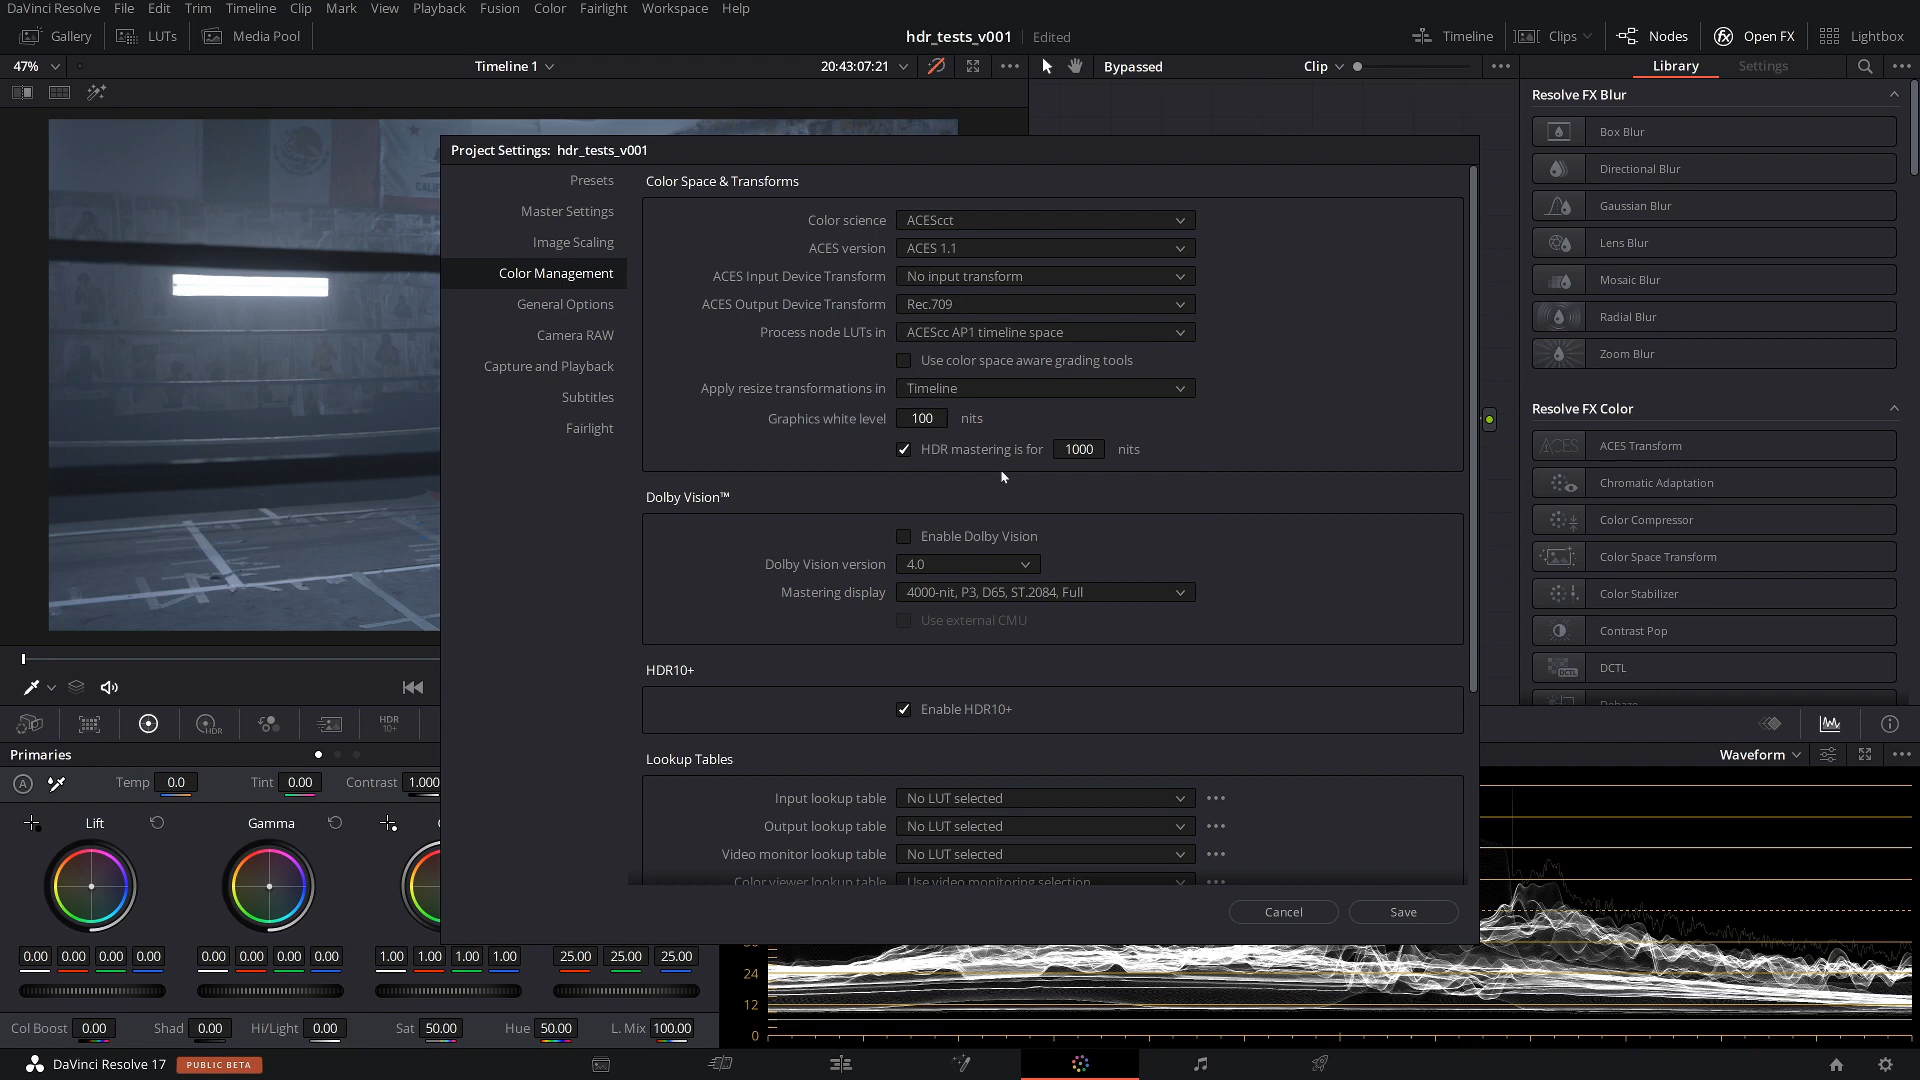 DaVinci Resolve File Edit Trim Timeline Clip Mark View Playback Fusion Color Fairlight Workspace Help
Gallery LUTs Media Pool hdr_tests_v001 Edited Timeline Clips Nodes Open FX Lightbox
47% Timeline 1 20:43:07:21 Bypassed Clip Library Settings
Project Settings: hdr_tests_v001
Presets
Master Settings
Image Scaling
Color Management
General Options
Camera RAW
Capture and Playback
Subtitles
Fairlight
Color Space & Transforms
Color science ACEScct
ACES version ACES 1.1
ACES Input Device Transform No input transform
ACES Output Device Transform Rec.709
Process node LUTs in ACEScc AP1 timeline space
Use color space aware grading tools
Apply resize transformations in Timeline
Graphics white level 100 nits
HDR mastering is for 1000 nits
Dolby Vision™
Enable Dolby Vision
Dolby Vision version 4.0
Mastering display 4000-nit, P3, D65, ST.2084, Full
Use external CMU
HDR10+
Enable HDR10+
Lookup Tables
Input lookup table No LUT selected
Output lookup table No LUT selected
Video monitor lookup table No LUT selected
Color viewer lookup table Use video monitoring selection
Cancel Save
Resolve FX Blur
Box Blur
Directional Blur
Gaussian Blur
Lens Blur
Mosaic Blur
Radial Blur
Zoom Blur
Resolve FX Color
ACES Transform
Chromatic Adaptation
Color Compressor
Color Space Transform
Color Stabilizer
Contrast Pop
DCTL
HDR
HDR
10+
Primaries
Temp 0.0 Tint 0.00 Contrast 1.000
Lift Gamma
0.00 0.00 0.00 0.00 0.00 0.00 0.00 0.00 1.00 1.00 1.00 1.00 25.00 25.00 25.00
Col Boost 0.00 Shad 0.00 Hi/Light 0.00 Sat 50.00 Hue 50.00 L. Mix 100.00
Waveform
24
12
0
DaVinci Resolve 17 PUBLIC BETA